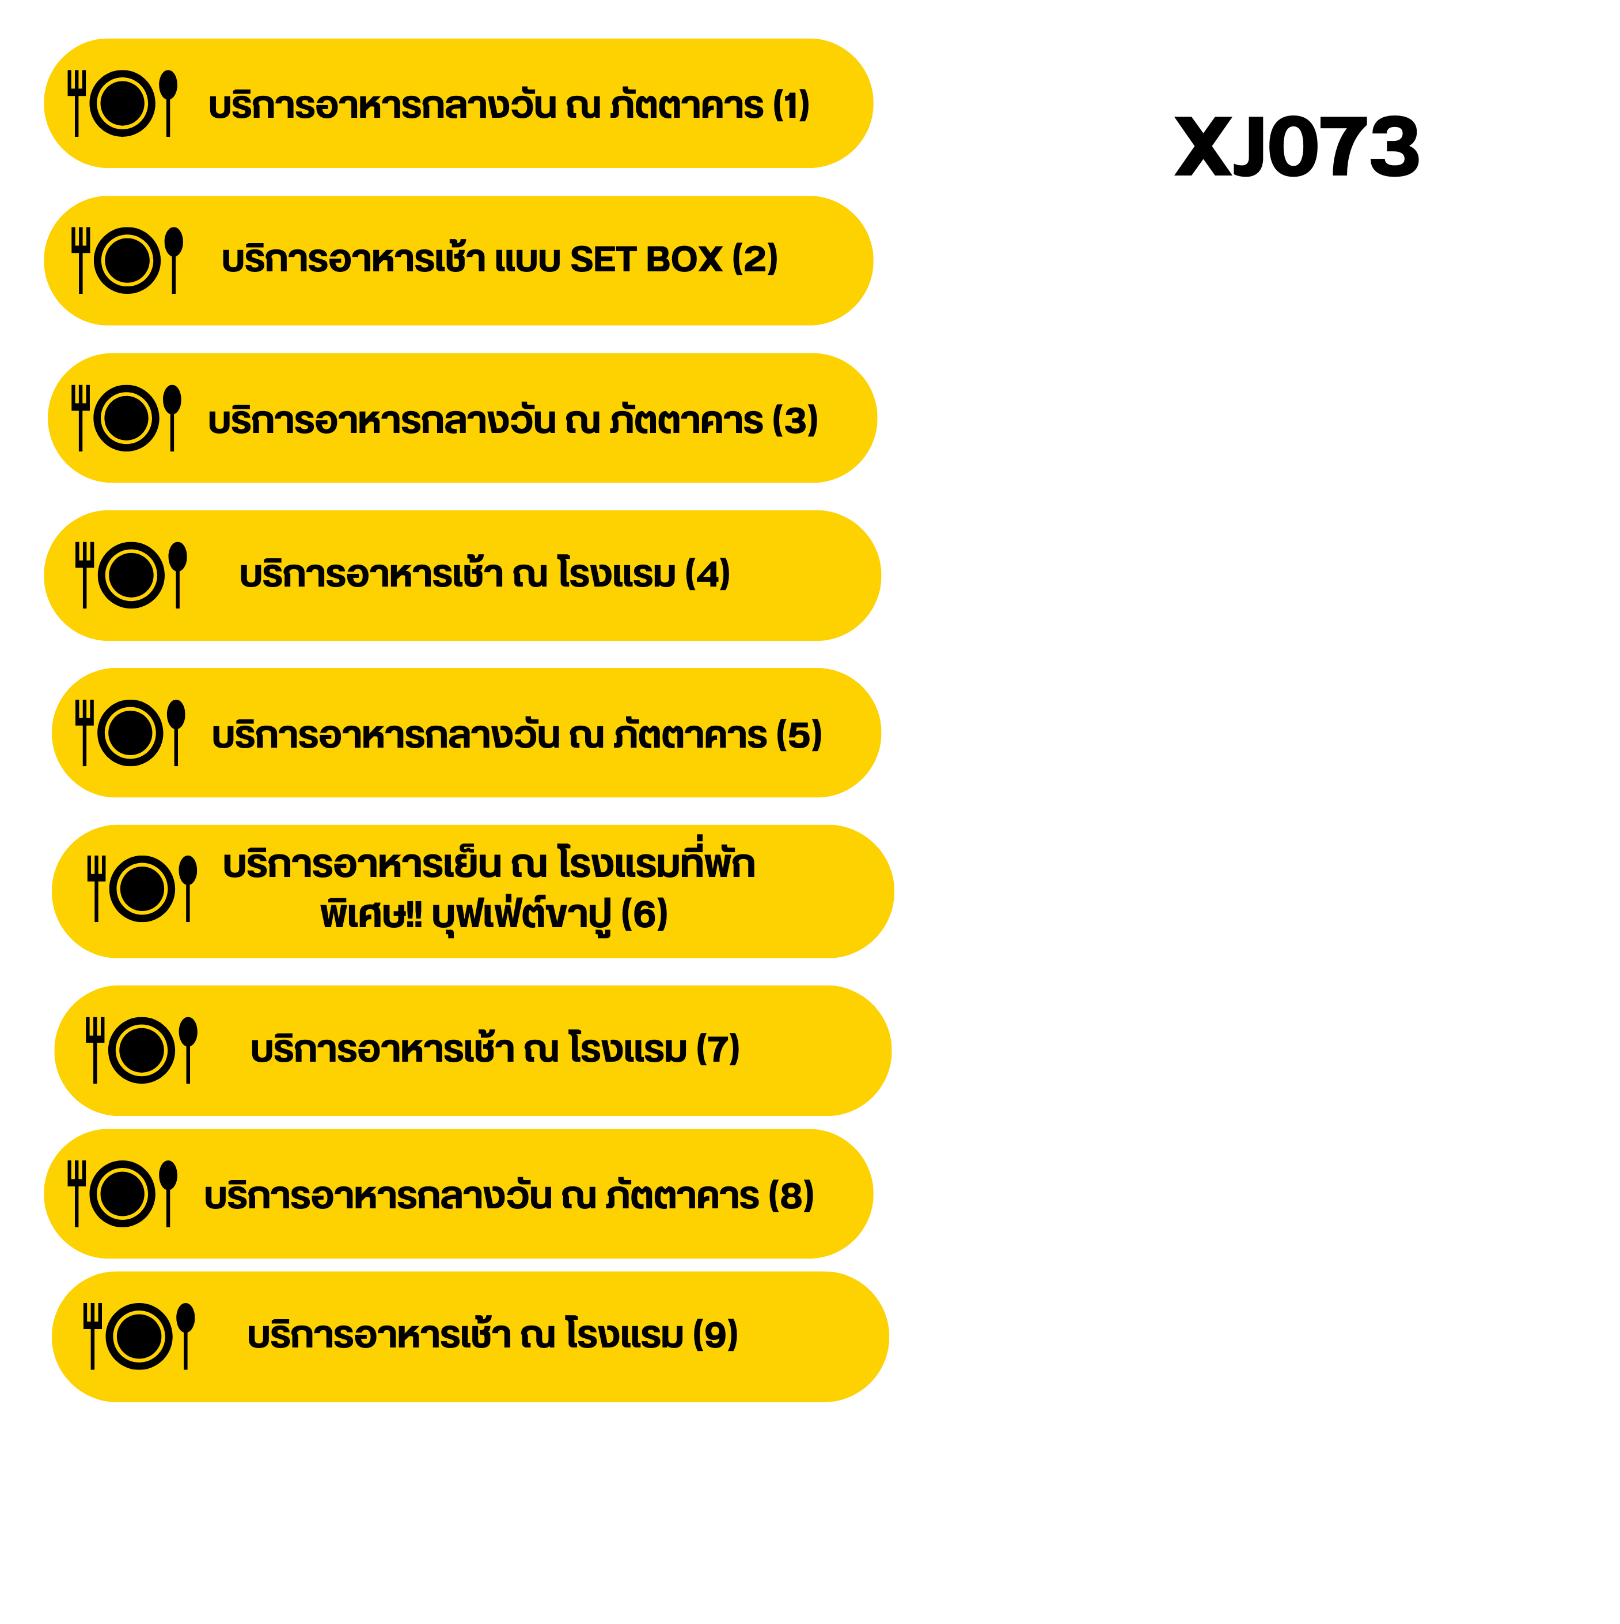 บริการอาหารกลางวัน ณ ภัตตาคาร (1)
XJ073
บริการอาหารเช้า แบบ SET BOX (2)
บริการอาหารกลางวัน ณ ภัตตาคาร (3)
บริการอาหารเช้า ณ โรงแรม (4)
บริการอาหารกลางวัน ณ ภัตตาคาร (5)
บริการอาหารเย็น ณ โรงแรมที่พัก
พิเศษ!! บุฟเฟ่ต์ขาปู (6)
บริการอาหารเช้า ณ โรงแรม (7)
บริการอาหารกลางวัน ณ ภัตตาคาร (8)
บริการอาหารเช้า ณ โรงแรม (9)